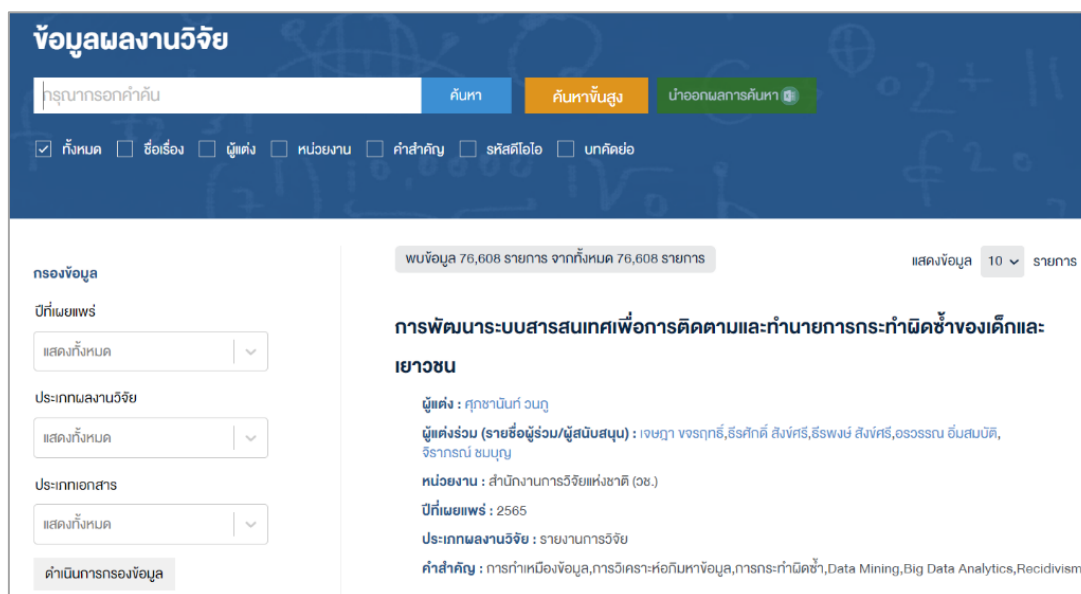 ข้อมูลผลงานวิจัย
กรุณากรอกคำค้น ค้นหา ค้นหาขั้นสูง นำออกผลการค้นหา
ทั้งหมด ชื่อเรื่อง ผู้แต่ง หน่วยงาน คำสำคัญ รหัสดีโอไอ บทคัดย่อ
กรองข้อมูล
ปีที่เผยแพร่
แสดงทั้งหมด
ประเภทผลงานวิจัย
แสดงทั้งหมด
ประเภทเอกสาร
แสดงทั้งหมด
ดำเนินการกรองข้อมูล
พบข้อมูล 76,608 รายการ จากทั้งหมด 76,608 รายการ
แสดงข้อมูล 10 รายการ
การพัฒนาระบบสารสนเทศเพื่อการติดตามและทำนายการกระทำผิดซ้ำของเด็กและ
เยาวชน
ผู้แต่ง : ศุภชานันท์ วนภู
ผู้แต่งร่วม (รายชื่อผู้ร่วม/ผู้สนับสนุน) : เจษฎา ขจรฤทธิ์,ธีรศักดิ์ สังข์ศรี,ธีรพงษ์ สังข์ศรี,อรวรรณ อิ่มสมบัติ,
จิราภรณ์ ชมบุญ
หน่วยงาน : สำนักงานการวิจัยแห่งชาติ (วช.)
ปีที่เผยแพร่ : 2565
ประเภทผลงานวิจัย : รายงานการวิจัย
คำสำคัญ : การทำเหมืองข้อมูล,การวิเคราะห์อภิมหาข้อมูล,การกระทำผิดซ้ำ,Data Mining,Big Data Analytics,Recidivism